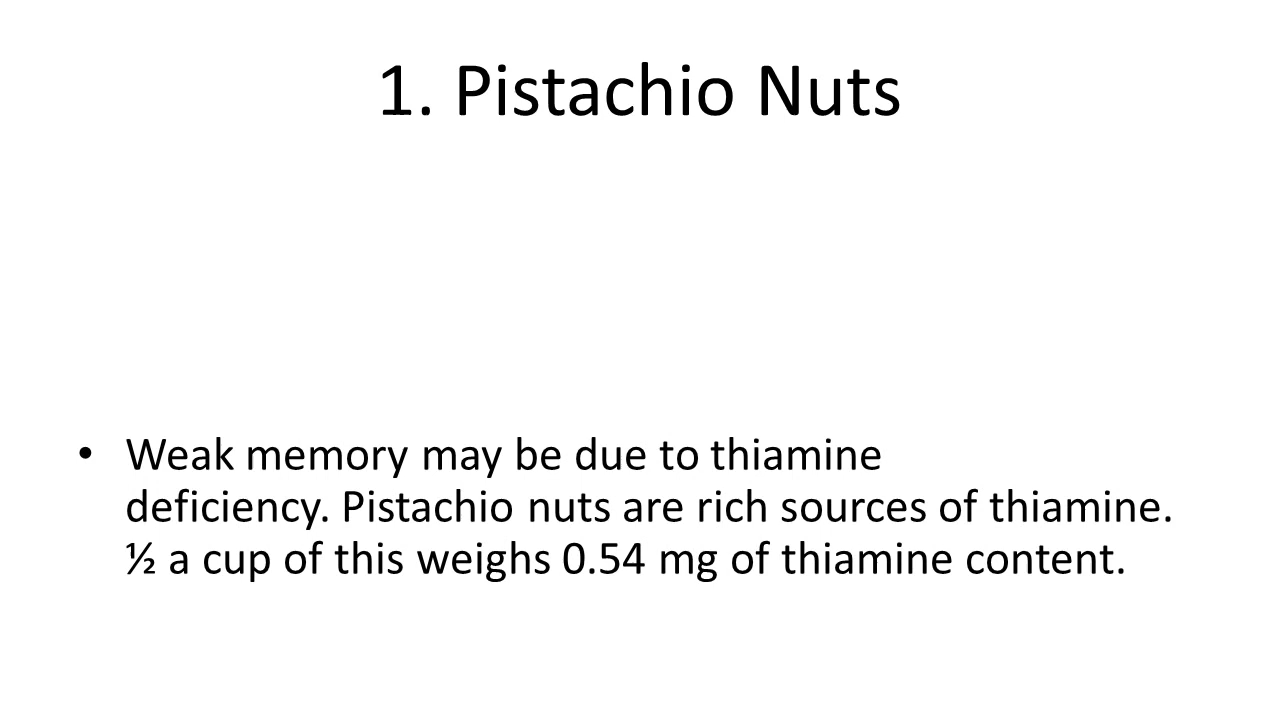 1. Pistachio Nuts
• Weak memory may be due to thiamine
deficiency. Pistachio nuts are rich sources of thiamine.
½ a cup of this weighs 0.54 mg of thiamine content.